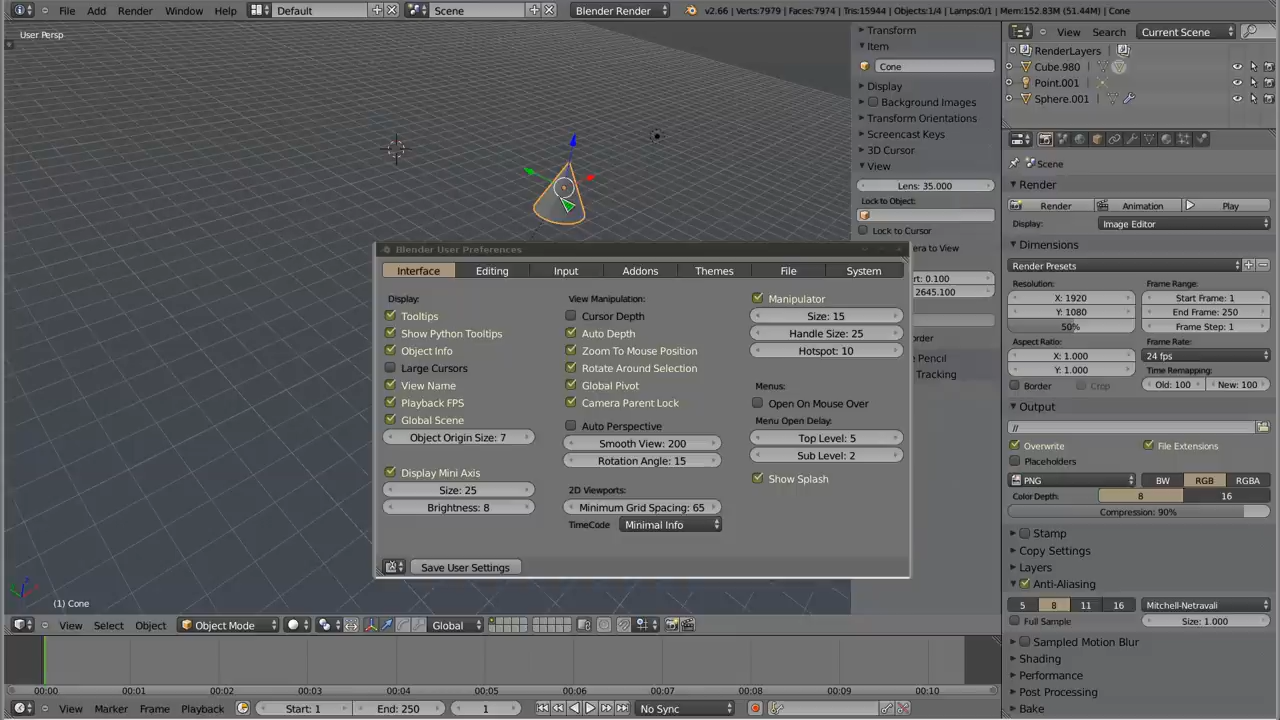 File Add Render Window Help Default Scene Blender Render v2.66 | Verts:7979 | Faces:7974 | Tris:15944 | Objects:1/4 | Lamps:0/1 | Mem:152.83M (51.44M) | Cone
User Persp
Transform
Item
Cone
Display
Background Images
Transform Orientations
Screencast Keys
3D Cursor
View
Lens: 35.000
Lock to Object:
Lock to Cursor
era to View
rt: 0.100
2645.100
order
e Pencil
Tracking
View Search Current Scene
RenderLayers
Cube.980
Point.001
Sphere.001
Scene
Render
Render Animation Play
Display: Image Editor
Dimensions
Render Presets
Resolution: Frame Range:
X: 1920 Start Frame: 1
Y: 1080 End Frame: 250
50% Frame Step: 1
Aspect Ratio: Frame Rate:
X: 1.000 24 fps
Y: 1.000 Time Remapping:
Border Crop Old: 100 New: 100
Output
//
Overwrite File Extensions
Placeholders
PNG BW RGB RGBA
Color Depth: 8 16
Compression: 90%
Stamp
Copy Settings
Layers
Anti-Aliasing
5 8 11 16 Mitchell-Netravali
Full Sample Size: 1.000
Sampled Motion Blur
Shading
Performance
Post Processing
Bake
Blender User Preferences
Interface Editing Input Addons Themes File System
Display:
Tooltips
Show Python Tooltips
Object Info
Large Cursors
View Name
Playback FPS
Global Scene
Object Origin Size: 7
Display Mini Axis
Size: 25
Brightness: 8
View Manipulation:
Cursor Depth
Auto Depth
Zoom To Mouse Position
Rotate Around Selection
Global Pivot
Camera Parent Lock
Auto Perspective
Smooth View: 200
Rotation Angle: 15
2D Viewports:
Minimum Grid Spacing: 65
TimeCode Minimal Info
Manipulator
Size: 15
Handle Size: 25
Hotspot: 10
Menus:
Open On Mouse Over
Menu Open Delay:
Top Level: 5
Sub Level: 2
Show Splash
Save User Settings
(1) Cone
View Select Object Object Mode Global
00:00 00:01 00:02 00:03 00:04 00:05 00:06 00:07 00:08 00:09 00:10
View Marker Frame Playback Start: 1 End: 250 1 No Sync